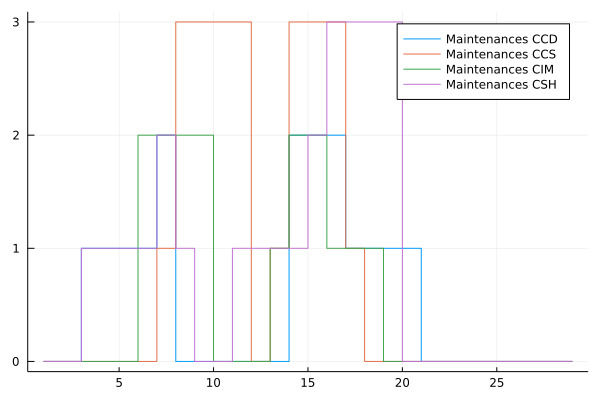 3
Maintenances CCD
Maintenances CCS
Maintenances CIM
Maintenances CSH
2
1
0
5 10 15 20 25